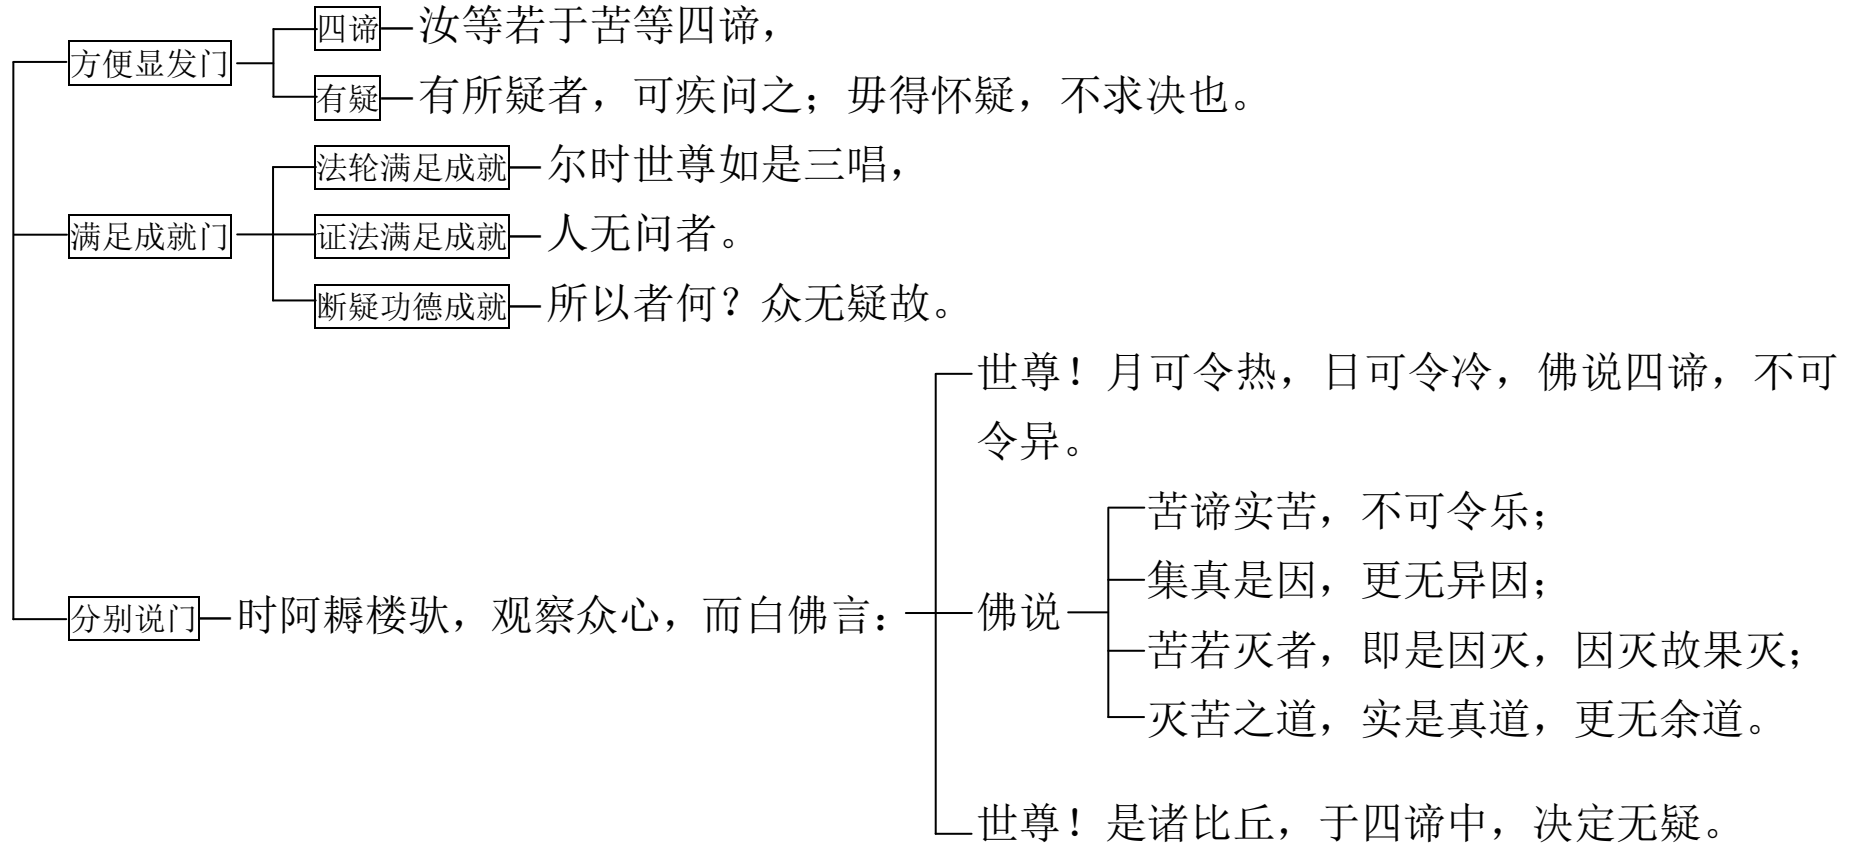 四谛
汝等若于苦等四谛，
方便显发门
有疑
有所疑者，可疾问之；毋得怀疑，不求决也。
法轮满足成就
尔时世尊如是三唱，
满足成就门
证法满足成就
人无问者。
断疑功德成就
所以者何？众无疑故。
世尊！月可令热，日可令冷，佛说四谛，不可
令异。
分别说门
时阿耨楼驮，观察众心，而白佛言：
佛说
苦谛实苦，不可令乐；
集真是因，更无异因；
苦若灭者，即是因灭，因灭故果灭；
灭苦之道，实是真道，更无余道。
世尊！是诸比丘，于四谛中，决定无疑。